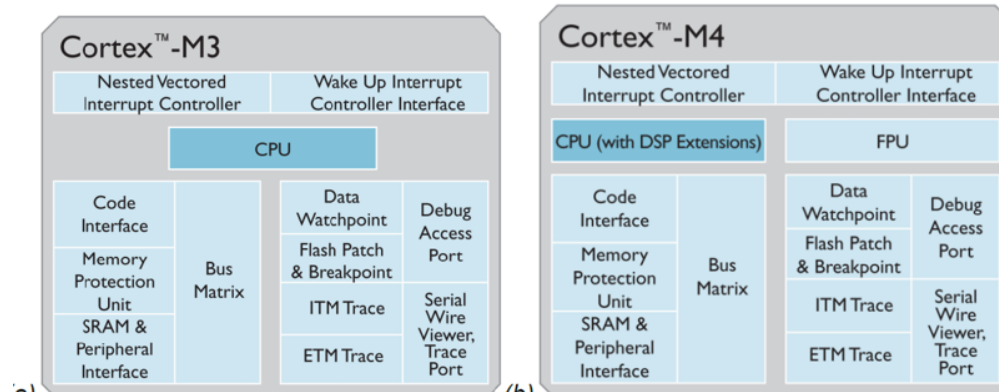 Cortex™-M3
Nested Vectored
Interrupt Controller
Wake Up Interrupt
Controller Interface
CPU
Code
Interface
Memory
Protection
Unit
SRAM &
Peripheral
Interface
Bus
Matrix
Data
Watchpoint
Flash Patch
& Breakpoint
ITM Trace
ETM Trace
Debug
Access
Port
Serial
Wire
Viewer,
Trace
Port
Cortex™-M4
Nested Vectored
Interrupt Controller
Wake Up Interrupt
Controller Interface
CPU (with DSP Extensions)
FPU
Code
Interface
Memory
Protection
Unit
SRAM &
Peripheral
Interface
Bus
Matrix
Data
Watchpoint
Flash Patch
& Breakpoint
ITM Trace
ETM Trace
Debug
Access
Port
Serial
Wire
Viewer,
Trace
Port